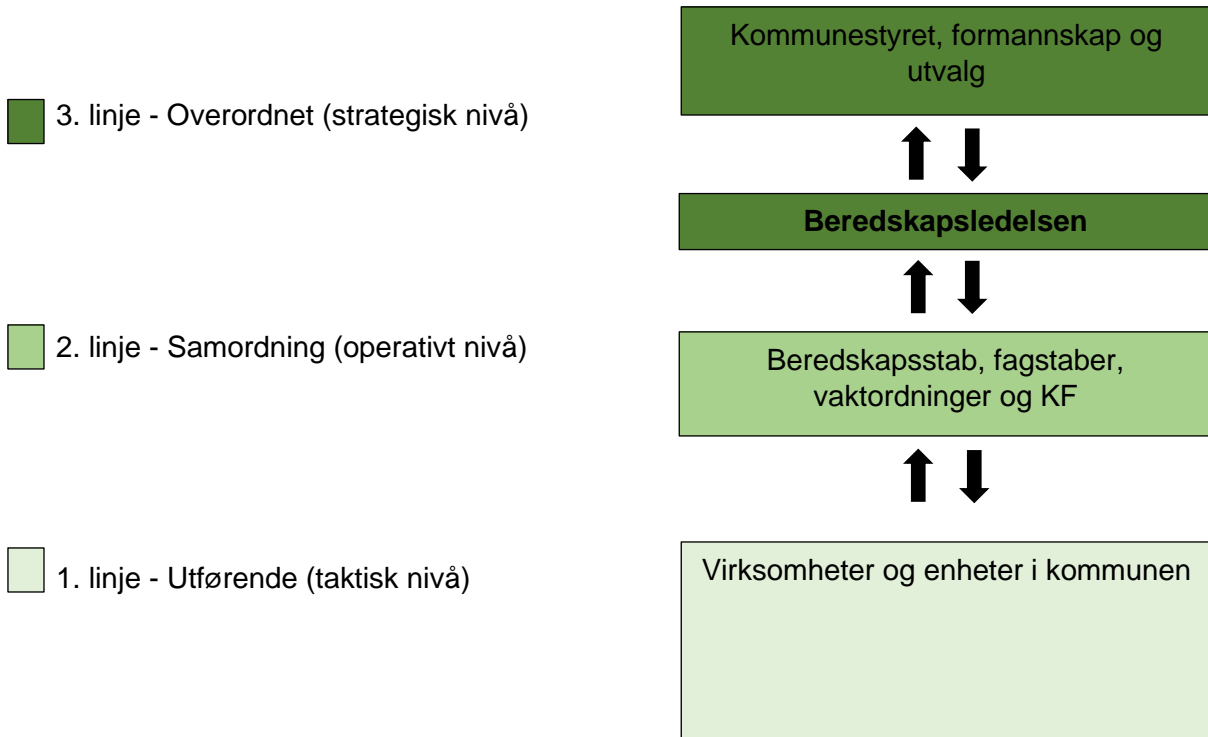 Kommunestyret, formannskap og
utvalg
3. linje - Overordnet (strategisk nivå)
Beredskapsledelsen
2. linje - Samordning (operativt nivå)
Beredskapsstab, fagstaber,
vaktordninger og KF
1. linje - Utførende (taktisk nivå)
Virksomheter og enheter i kommunen